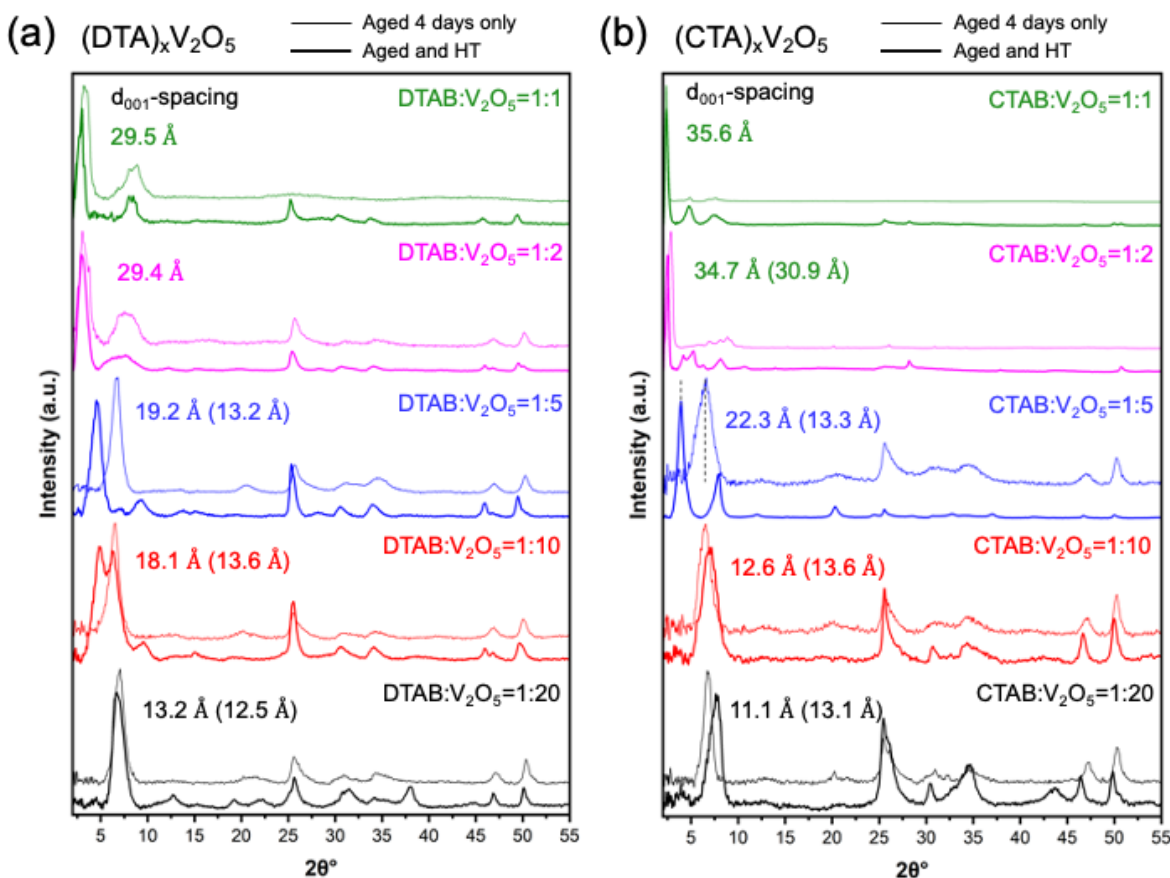 (a) (DTA)ₓV₂O₅
Aged 4 days only
Aged and HT
d₀₀₁-spacing
DTAB:V₂O₅=1:1
29.5 Å
DTAB:V₂O₅=1:2
29.4 Å
DTAB:V₂O₅=1:5
19.2 Å (13.2 Å)
DTAB:V₂O₅=1:10
18.1 Å (13.6 Å)
DTAB:V₂O₅=1:20
13.2 Å (12.5 Å)
Intensity (a.u.)
5 10 15 20 25 30 35 40 45 50 55
2θ°
(b) (CTA)ₓV₂O₅
Aged 4 days only
Aged and HT
d₀₀₁-spacing
CTAB:V₂O₅=1:1
35.6 Å
CTAB:V₂O₅=1:2
34.7 Å (30.9 Å)
CTAB:V₂O₅=1:5
22.3 Å (13.3 Å)
CTAB:V₂O₅=1:10
12.6 Å (13.6 Å)
CTAB:V₂O₅=1:20
11.1 Å (13.1 Å)
Intensity (a.u.)
5 10 15 20 25 30 35 40 45 50 55
2θ°